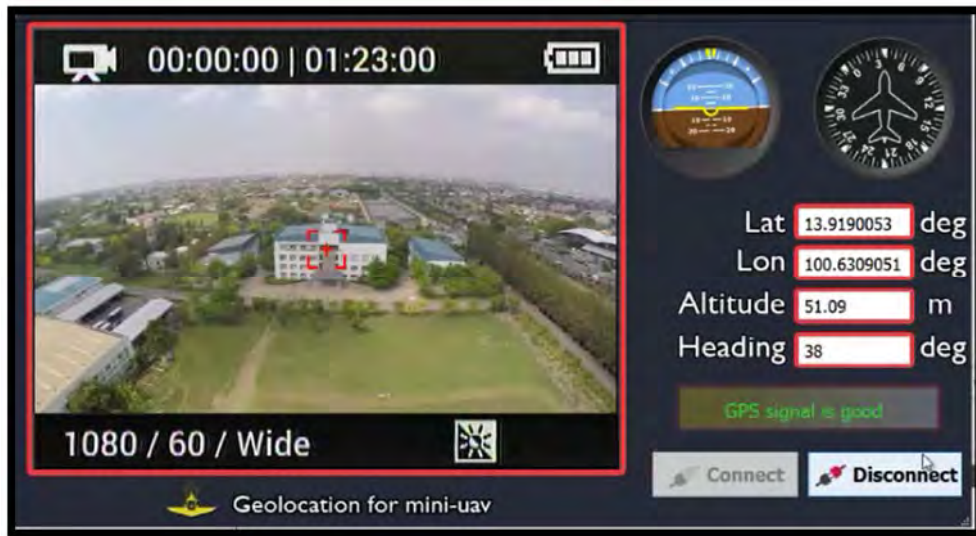 00:00:00 | 01:23:00
1080 / 60 / Wide
Geolocation for mini-uav
Lat 13.9190053 deg
Lon 100.6309051 deg
Altitude 51.09 m
Heading 38 deg
GPS signal is good
Connect
Disconnect